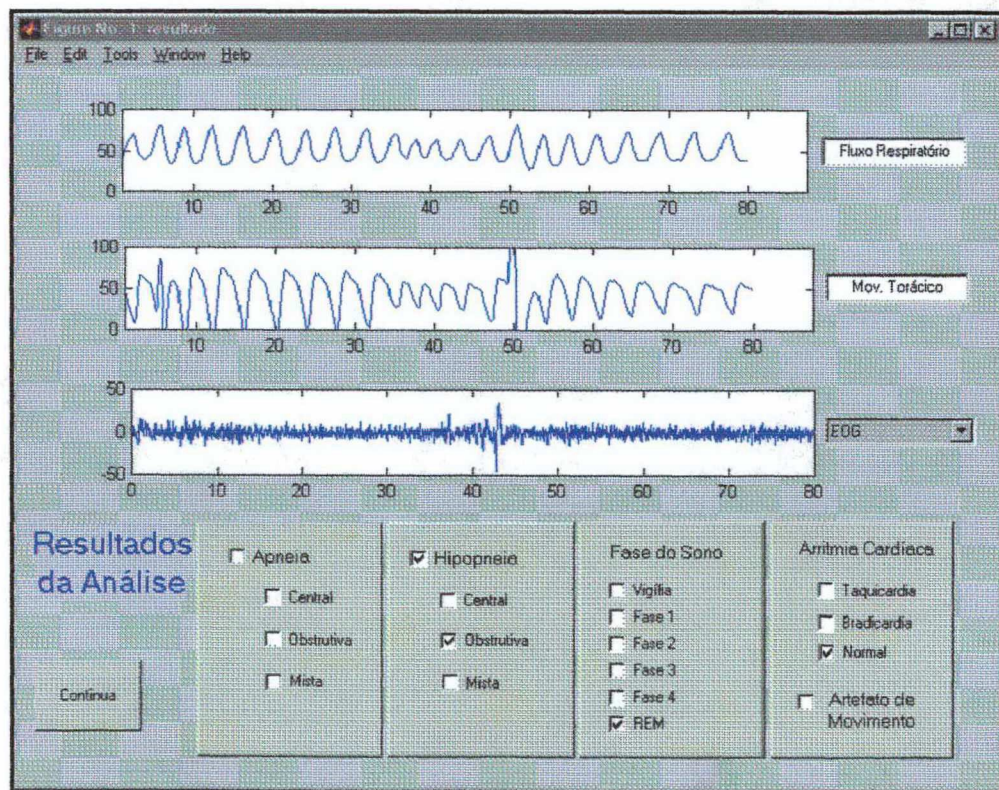 Figure No. 1: resultado
File Edit Tools Window Help
100
50
0
10 20 30 40 50 60 70 80
Fluxo Respiratório
100
50
0
10 20 30 40 50 60 70 80
Mov. Torácico
50
0
-50
0 10 20 30 40 50 60 70 80
EOG
Resultados
da Análise
Continua
Apneia
Central
Obstrutiva
Mista
Hipopneia
Central
Obstrutiva
Mista
Fase do Sono
Vigília
Fase 1
Fase 2
Fase 3
Fase 4
REM
Arritmia Cardíaca
Taquicardia
Bradicardia
Normal
Artefato de
Movimento